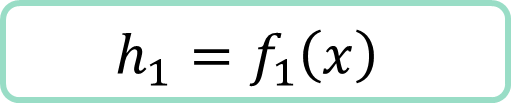 h₁ = f₁(x)